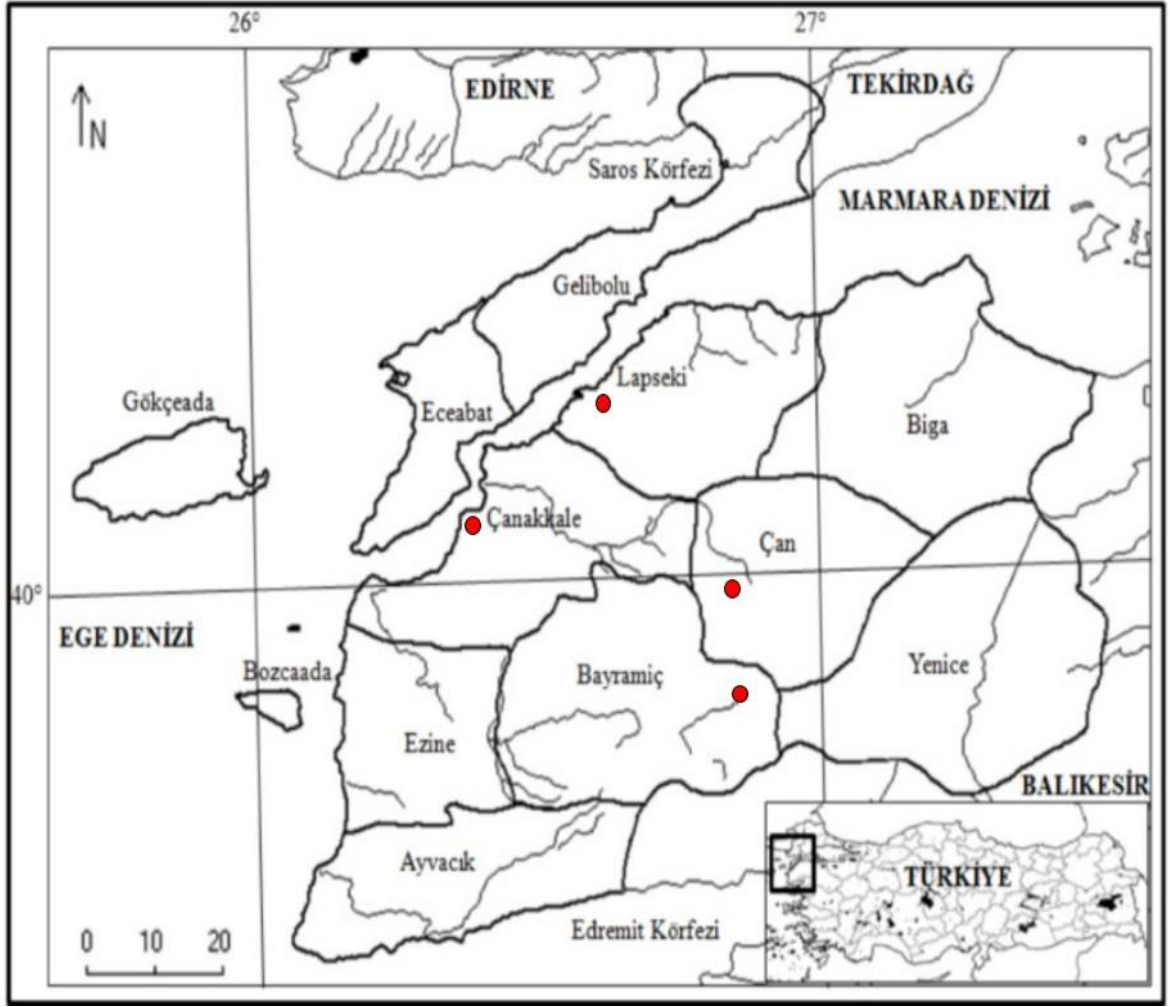 26°
27°
EDİRNE
TEKİRDAĞ
N
Saros Körfezi
MARMARA DENİZİ
Gelibolu
Lapseki
Gökçeada
Eceabat
Biga
Çanakkale
Çan
40°
EGE DENİZİ
Bozcaada
Bayramiç
Yenice
Ezine
BALIKESİR
Ayvacık
TÜRKİYE
Edremit Körfezi
0 10 20